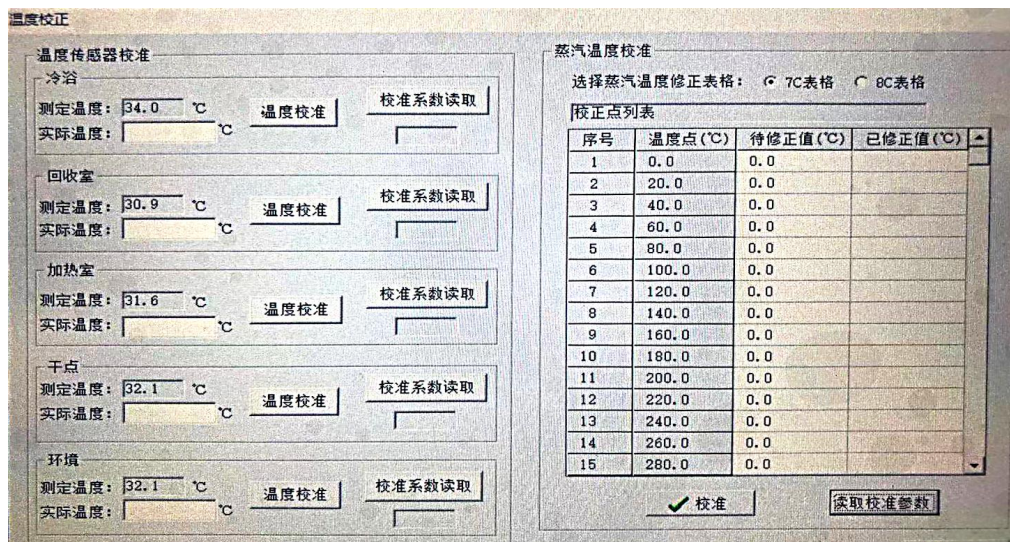 温度校正
温度传感器校准
冷浴
测定温度: 34.0 ℃
实际温度: ℃
温度校准
校准系数读取
回收室
测定温度: 30.9 ℃
实际温度: ℃
温度校准
校准系数读取
加热室
测定温度: 31.6 ℃
实际温度: ℃
温度校准
校准系数读取
干点
测定温度: 32.1 ℃
实际温度: ℃
温度校准
校准系数读取
环境
测定温度: 32.1 ℃
实际温度: ℃
温度校准
校准系数读取
蒸汽温度校准
选择蒸汽温度修正表格: 7C表格 8C表格
校正点列表
序号 温度点(℃) 待修正值(℃) 已修正值(℃)
1 0.0 0.0
2 20.0 0.0
3 40.0 0.0
4 60.0 0.0
5 80.0 0.0
6 100.0 0.0
7 120.0 0.0
8 140.0 0.0
9 160.0 0.0
10 180.0 0.0
11 200.0 0.0
12 220.0 0.0
13 240.0 0.0
14 260.0 0.0
15 280.0 0.0
校准 读取校准参数